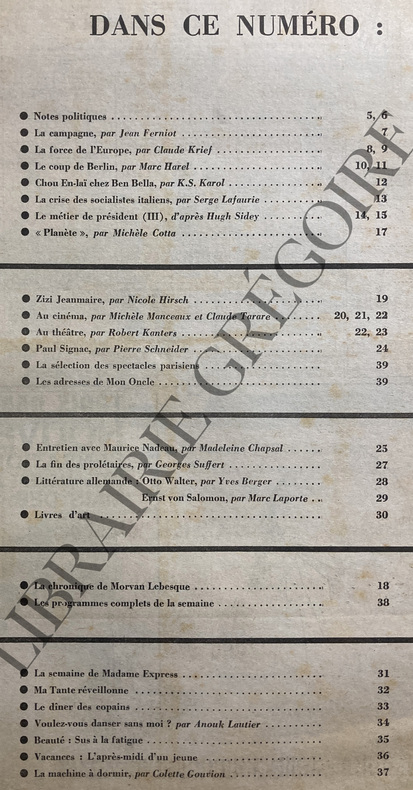 DANS CE NUMÉRO :
● Notes politiques 5, 6
● La campagne, par Jean Ferniot 7
● La force de l'Europe, par Claude Krief 8, 9
● Le coup de Berlin, par Marc Harel 10, 11
● Chou En-laï chez Ben Bella, par K.S. Karol 12
● La crise des socialistes italiens, par Serge Lafaurie 13
● Le métier de président (III), d'après Hugh Sidey 14, 15
● « Planète », par Michèle Cotta 17
● Zizi Jeanmaire, par Nicole Hirsch 19
● Au cinéma, par Michèle Manceaux et Claude Tarare 20, 21, 22
● Au théâtre, par Robert Kanters 22, 23
● Paul Signac, par Pierre Schneider 24
● La sélection des spectacles parisiens 39
● Les adresses de Mon Oncle 39
● Entretien avec Maurice Nadeau, par Madeleine Chapsal 25
● La fin des prolétaires, par Georges Suffert 27
● Littérature allemande : Otto Walter, par Yves Berger 28
Ernst von Salomon, par Marc Laporte 29
● Livres d'art 30
● La chronique de Morvan Lebesque 18
● Les programmes complets de la semaine 38
● La semaine de Madame Express 31
● Ma Tante réveillonne 32
● Le dîner des copains 33
● Voulez-vous danser sans moi ? par Anouk Lautier 34
● Beauté : Sus à la fatigue 35
● Vacances : L'après-midi d'un jeune 36
● La machine à dormir, par Colette Gouvion 37
LIBRAIRIE GRÉGOIRE